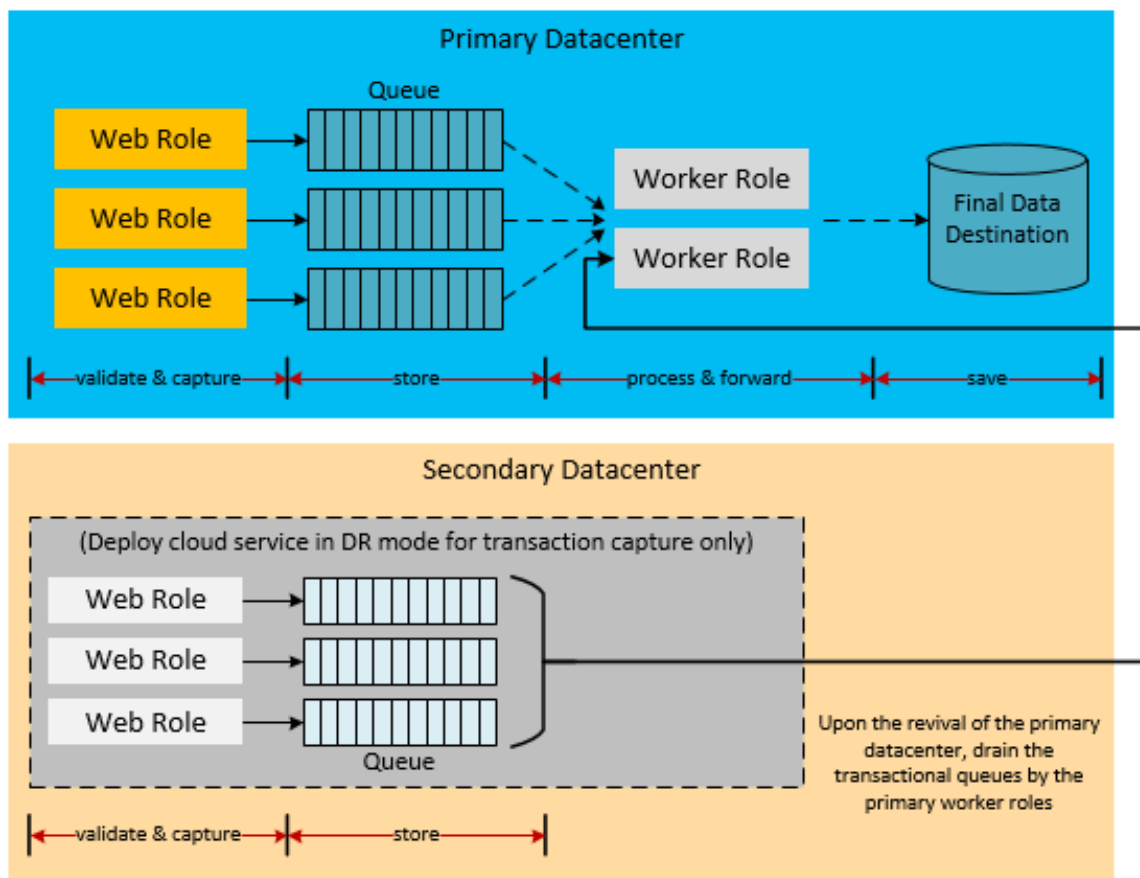 Primary Datacenter
Queue
Web Role
Web Role
Web Role
Worker Role
Worker Role
Final Data
Destination
validate & capture
store
process & forward
save
Secondary Datacenter
(Deploy cloud service in DR mode for transaction capture only)
Web Role
Web Role
Web Role
Queue
Upon the revival of the primary
datacenter, drain the
transactional queues by the
primary worker roles
validate & capture
store